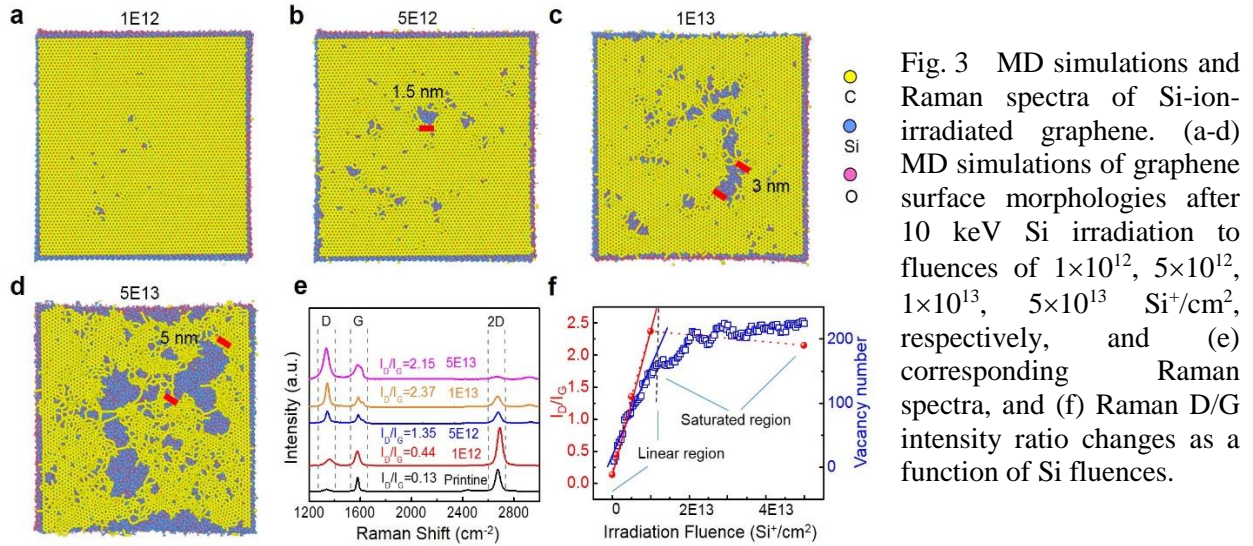 a
1E12
b
5E12
1.5 nm
c
1E13
3 nm
C
Si
O
d
5E13
5 nm
e
D
G
2D
I_D/I_G=2.15 5E13
I_D/I_G=2.37 1E13
I_D/I_G=1.35 5E12
I_D/I_G=0.44 1E12
I_D/I_G=0.13 Printine
Intensity (a.u.)
1200 1600 2000 2400 2800
Raman Shift (cm⁻²)
f
2.5
2.0
1.5
1.0
0.5
0.0
I_D/I_G
200
100
0
Vacancy number
Saturated region
Linear region
0 2E13 4E13
Irradiation Fluence (Si⁺/cm²)
Fig. 3 MD simulations and
Raman spectra of Si-ion-
irradiated graphene. (a-d)
MD simulations of graphene
surface morphologies after
10 keV Si irradiation to
fluences of 1×10¹², 5×10¹²,
1×10¹³, 5×10¹³ Si⁺/cm²,
respectively, and (e)
corresponding Raman
spectra, and (f) Raman D/G
intensity ratio changes as a
function of Si fluences.